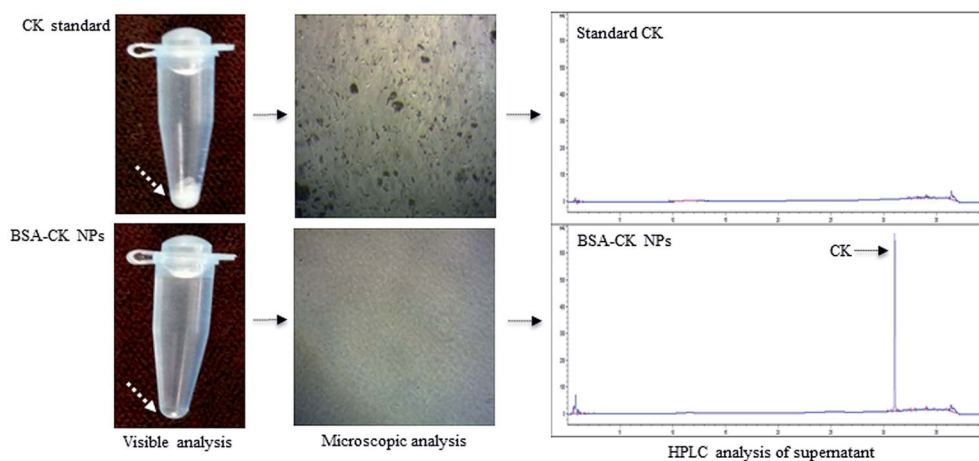 CK standard
Standard CK
BSA-CK NPs
BSA-CK NPs
CK
Visible analysis
Microscopic analysis
HPLC analysis of supernatant